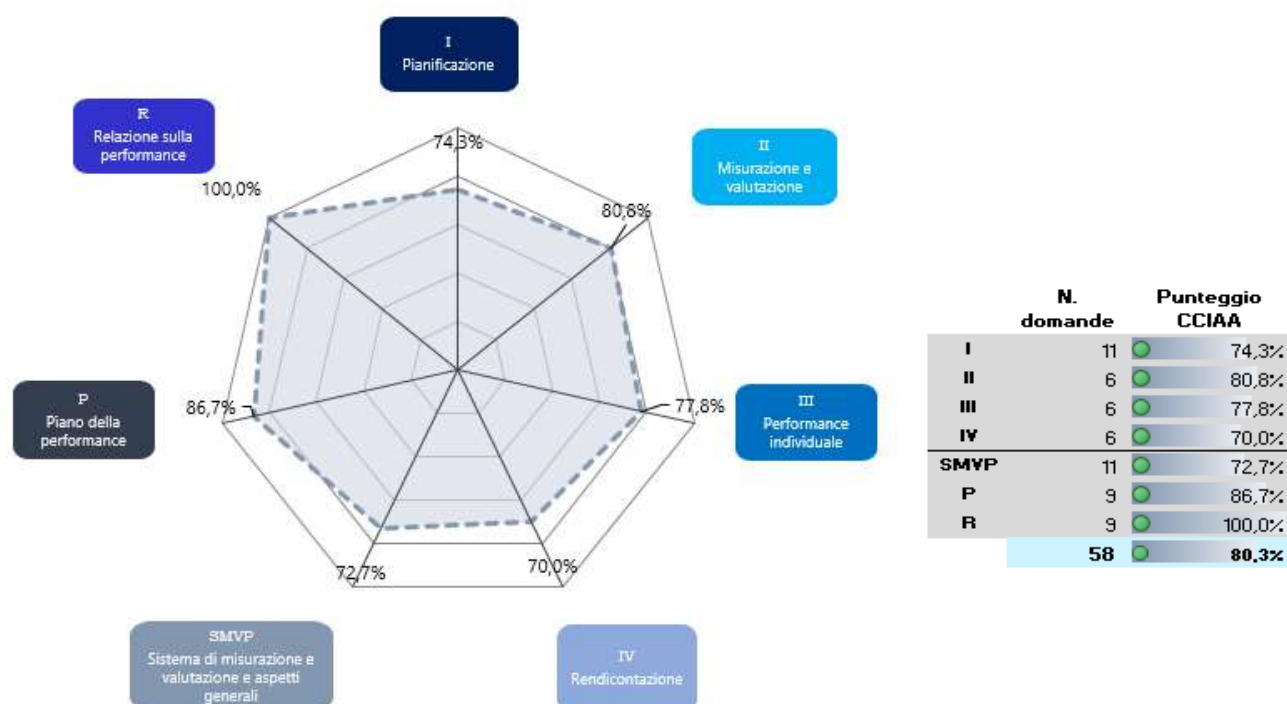 I
Pianificazione
74,3%
R
Relazione sulla
performance
100,0%
II
Misurazione e
valutazione
80,8%
P
Piano della
performance
86,7%
III
Performance
individuale
77,8%
SMVP
Sistema di misurazione e
valutazione e aspetti
generali
72,7%
IV
Rendicontazione
70,0%
N. domande Punteggio CCIAA
I 11 74,3%
II 6 80,8%
III 6 77,8%
IV 6 70,0%
SMVP 11 72,7%
P 9 86,7%
R 9 100,0%
58 80,3%